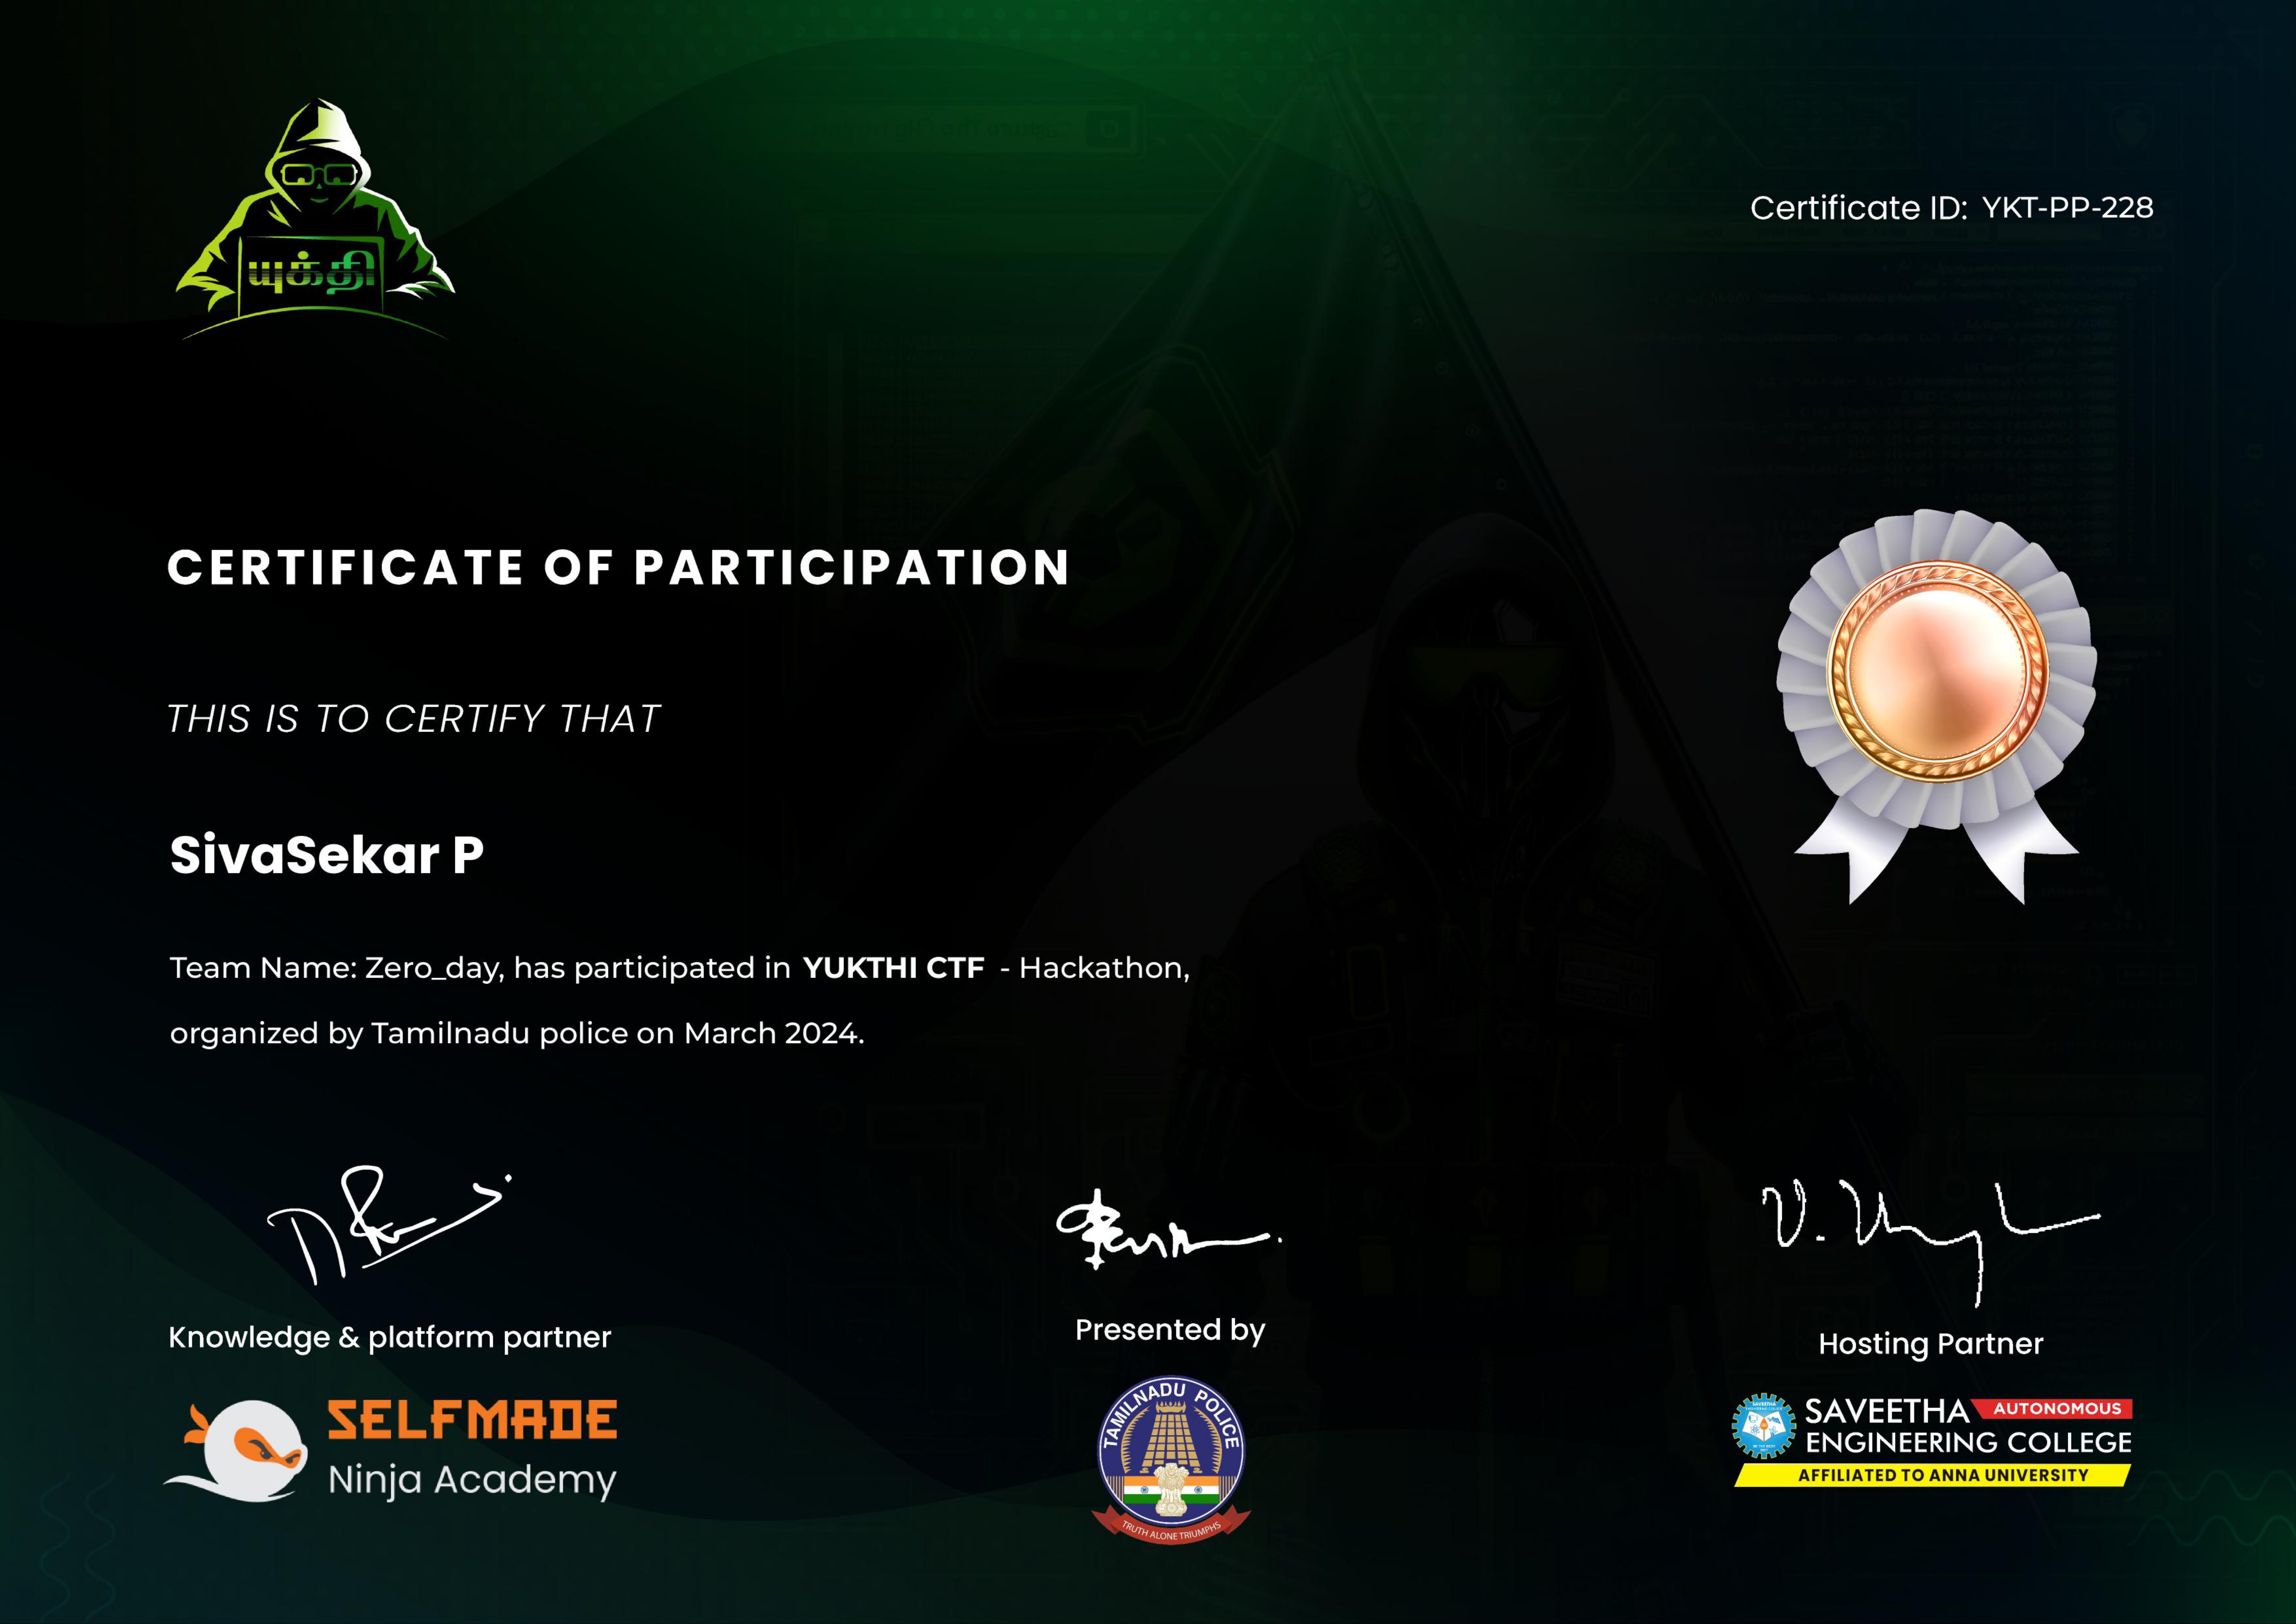 யுக்தி
Certificate ID: YKT-PP-228
CERTIFICATE OF PARTICIPATION
THIS IS TO CERTIFY THAT
SivaSekar P
Team Name: Zero_day, has participated in YUKTHI CTF - Hackathon,
organized by Tamilnadu police on March 2024.
Knowledge & platform partner
SELFMADE
Ninja Academy
Presented by
TAMILNADU POLICE
TRUTH ALONE TRIUMPHS
Hosting Partner
SAVEETHA AUTONOMOUS
ENGINEERING COLLEGE
AFFILIATED TO ANNA UNIVERSITY